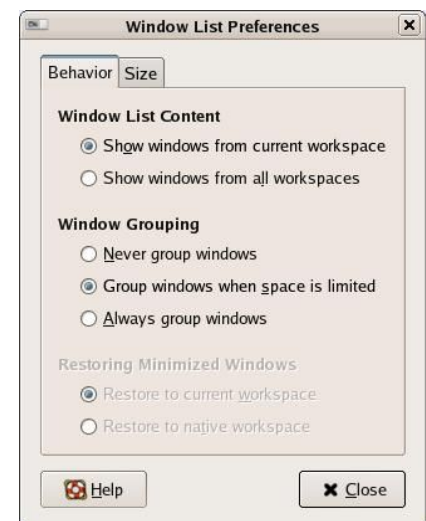 Window List Preferences
Behavior Size
Window List Content
Show windows from current workspace
Show windows from all workspaces
Window Grouping
Never group windows
Group windows when space is limited
Always group windows
Restoring Minimized Windows
Restore to current workspace
Restore to native workspace
Help Close